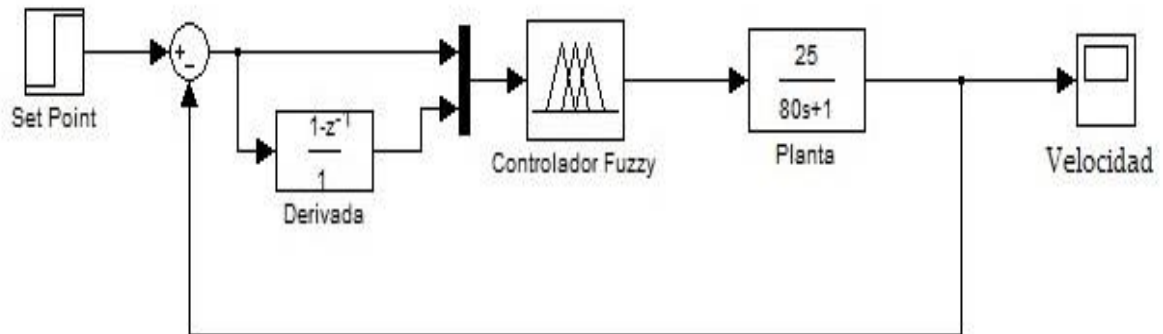 Set Point
+
−
1-z⁻¹
1
Derivada
Controlador Fuzzy
25
80s+1
Planta
Velocidad